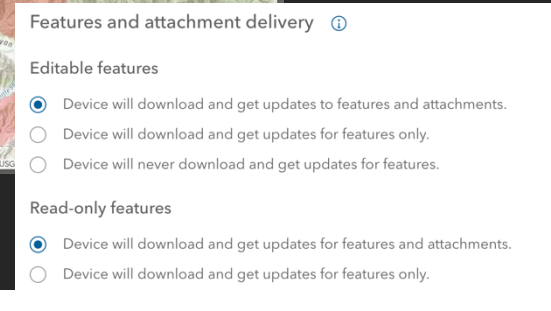 Features and attachment delivery
Editable features
Device will download and get updates to features and attachments.
Device will download and get updates for features only.
Device will never download and get updates for features.
USG
Read-only features
Device will download and get updates for features and attachments.
Device will download and get updates for features only.